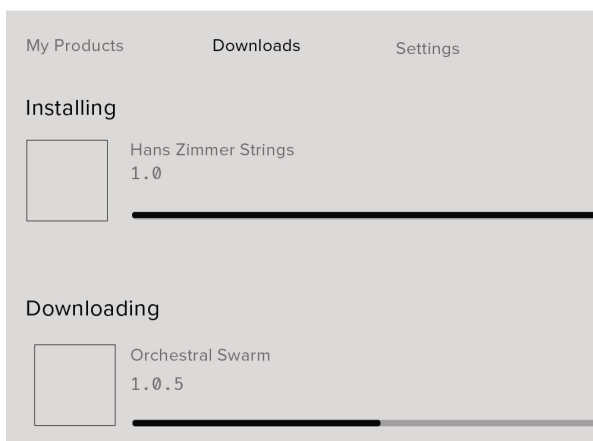 My Products
Downloads
Settings
Installing
Hans Zimmer Strings
1.0
Downloading
Orchestral Swarm
1.0.5